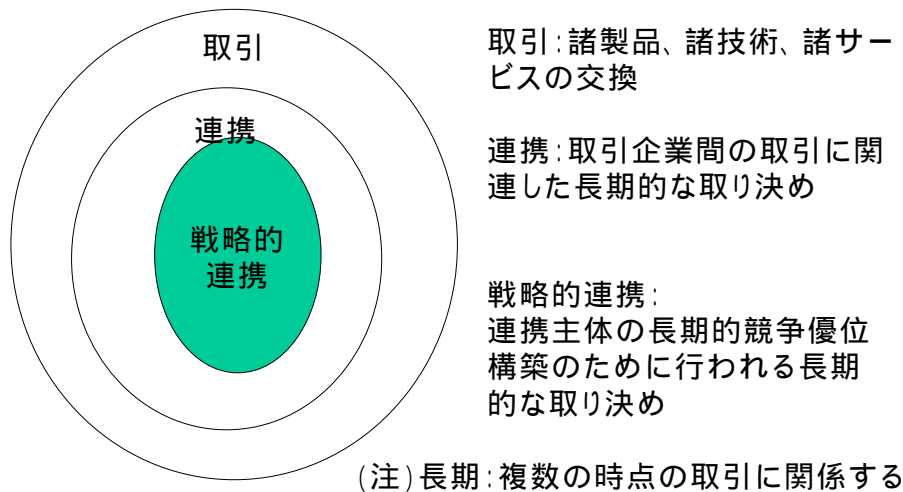 取引
連携
戦略的
連携
取引:諸製品、諸技術、諸サー
ビスの交換
連携:取引企業間の取引に関
連した長期的な取り決め
戦略的連携:
連携主体の長期的競争優位
構築のために行われる長期
的な取り決め
(注)長期:複数の時点の取引に関係する